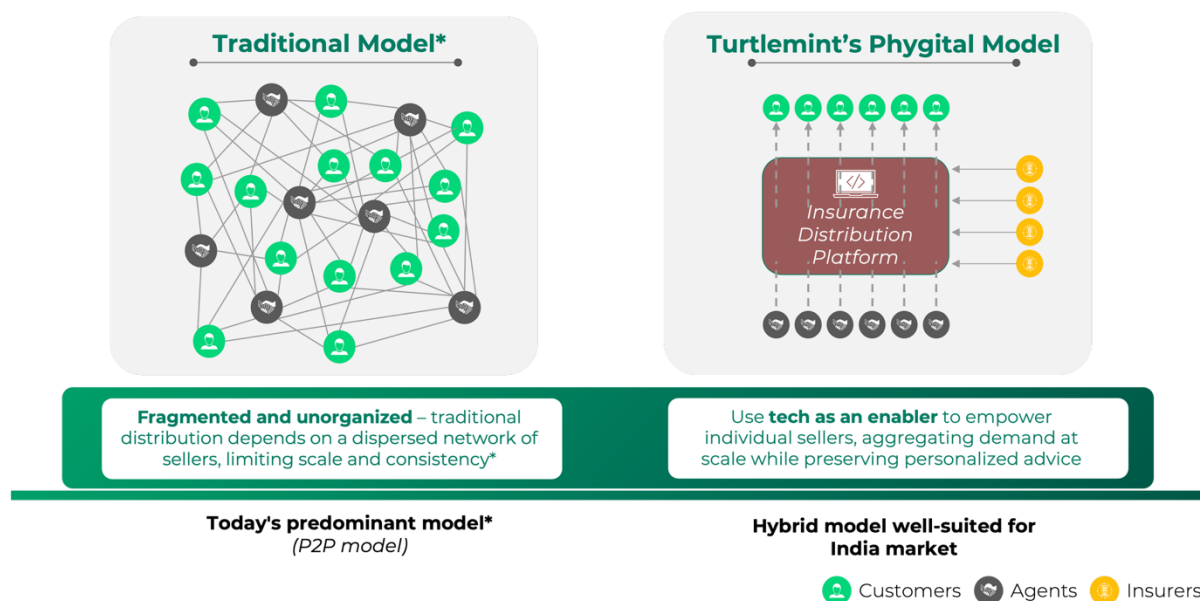 Traditional Model*
Turtlemint's Phygital Model
</>
Insurance
Distribution
Platform
Fragmented and unorganized – traditional
distribution depends on a dispersed network of
sellers, limiting scale and consistency*
Use tech as an enabler to empower
individual sellers, aggregating demand at
scale while preserving personalized advice
Today's predominant model*
(P2P model)
Hybrid model well-suited for
India market
Customers Agents Insurers